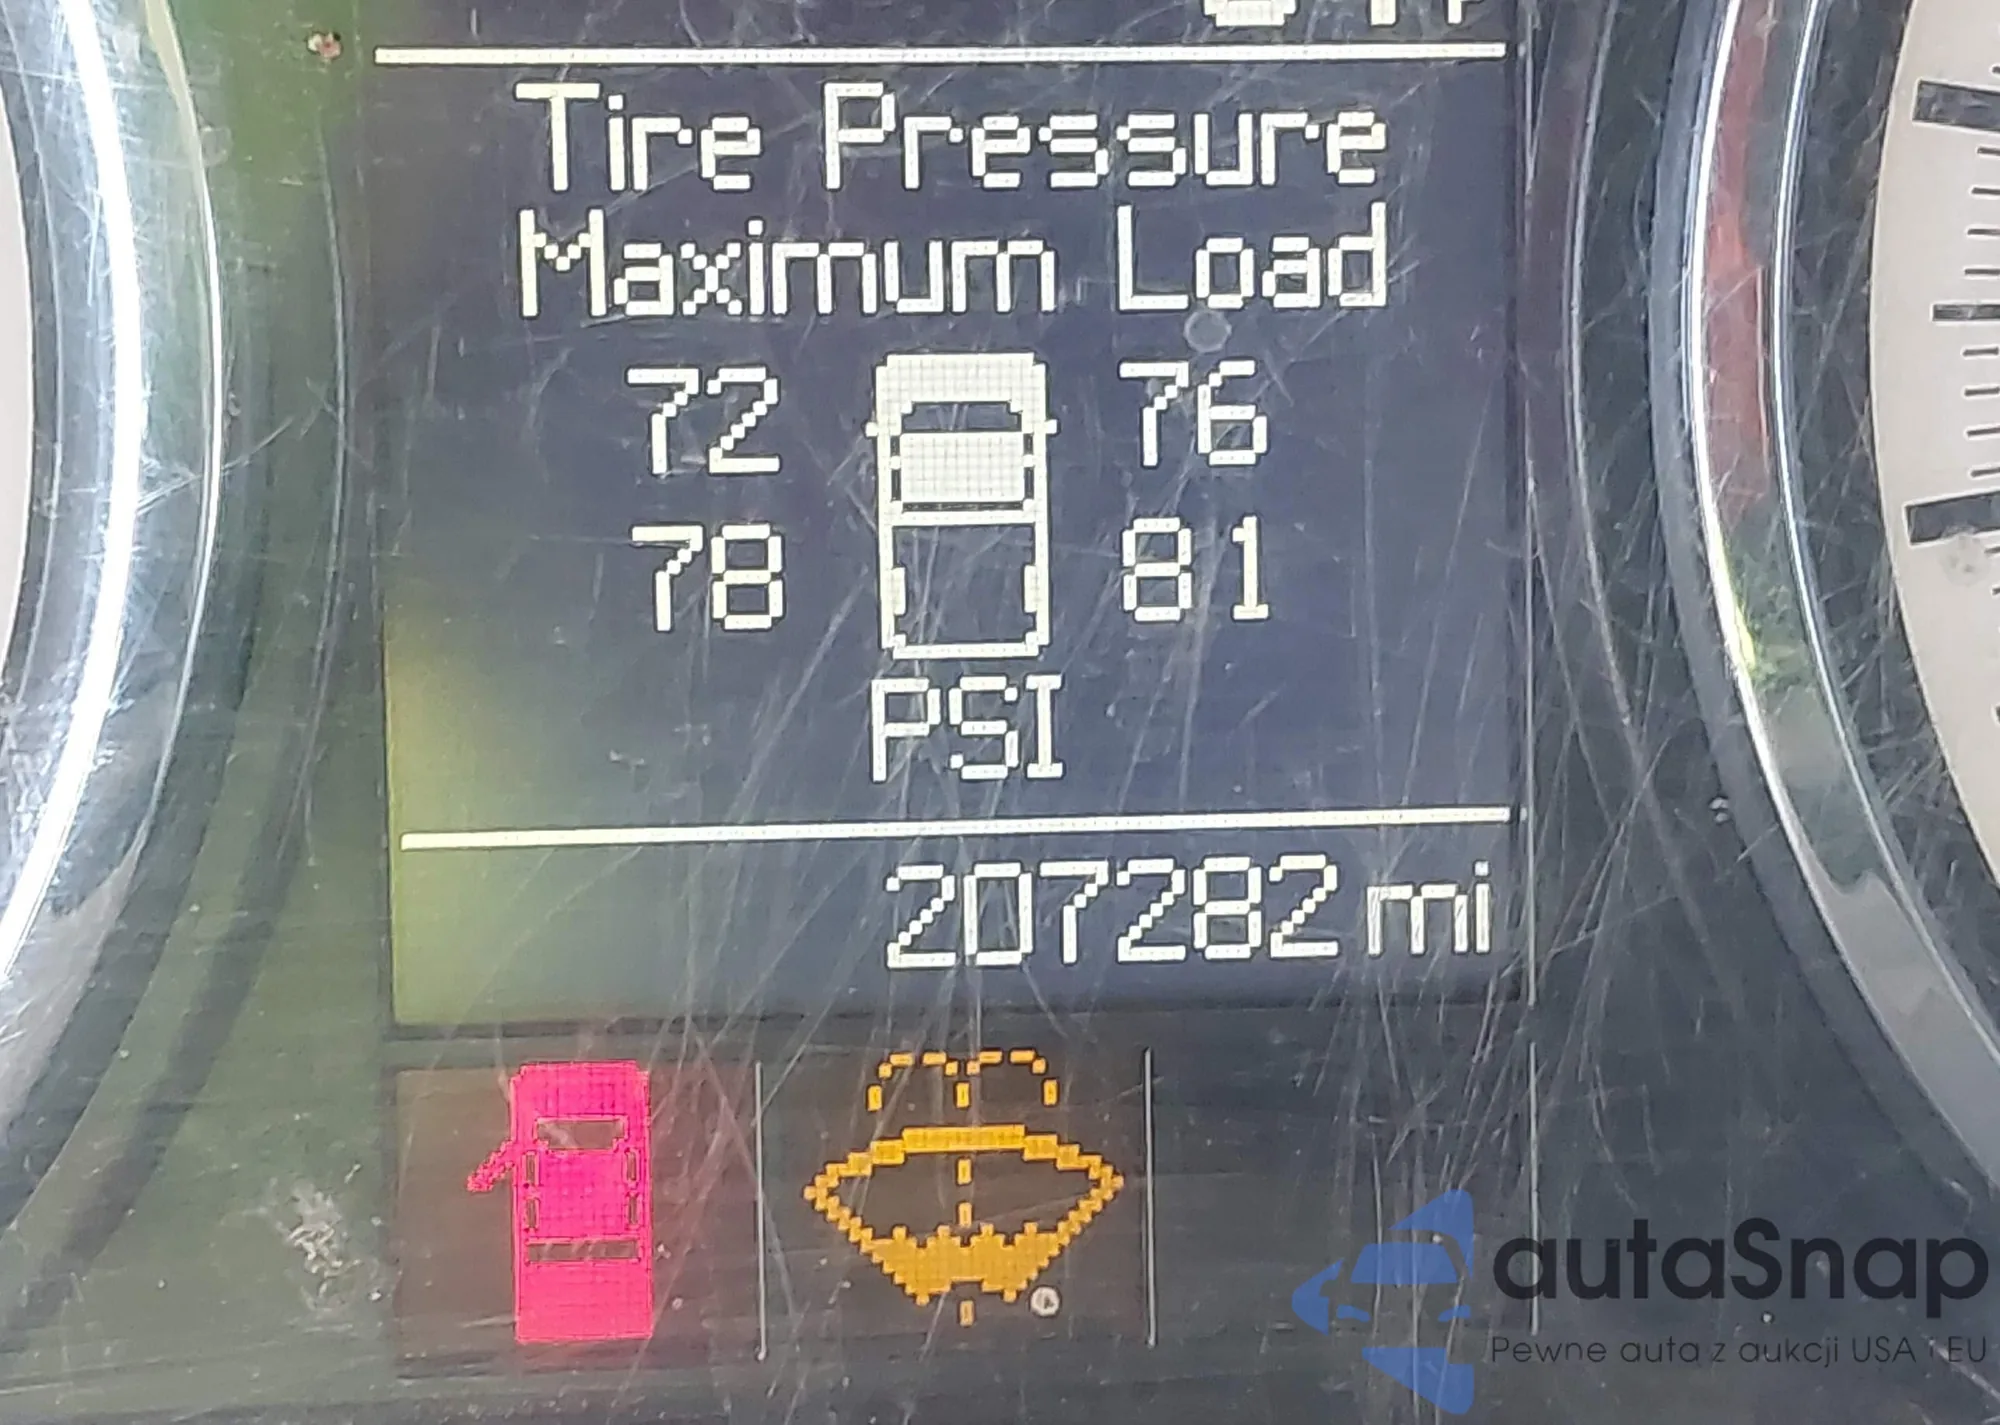 Tire Pressure
Maximum Load
72 76
78 81
PSI
207282 mi
autaSnap
Pewne auta z aukcji USA i EU